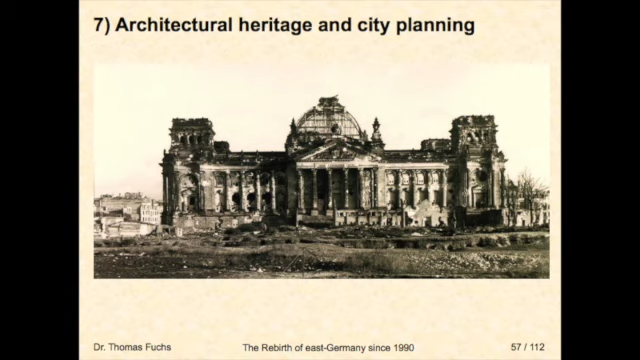 7) Architectural heritage and city planning
Dr. Thomas Fuchs
The Rebirth of east-Germany since 1990
57 / 112